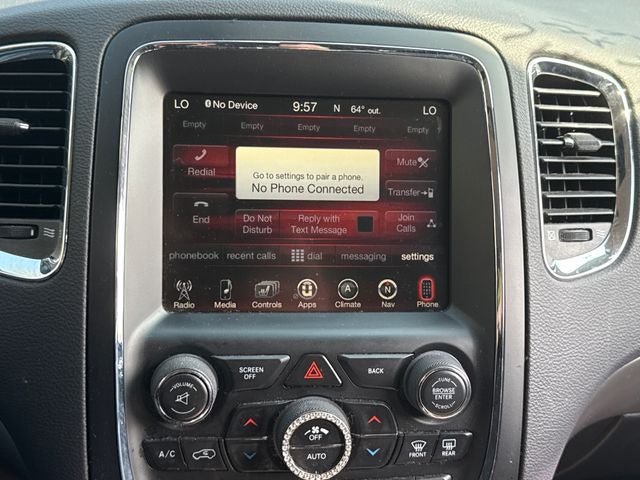 LO No Device 9:57 N 64° out. LO
Empty Empty Empty Empty Empty
Redial
Go to settings to pair a phone.
No Phone Connected
Mute
Transfer
End
Do Not
Disturb
Reply with
Text Message
Join
Calls
phonebook recent calls dial messaging settings
Radio Media Controls Apps Climate Nav Phone
A N
SCREEN
OFF
BACK
VOLUME
TUNE
BROWSE
ENTER
SCROLL
OFF
AUTO
A/C
FRONT
REAR